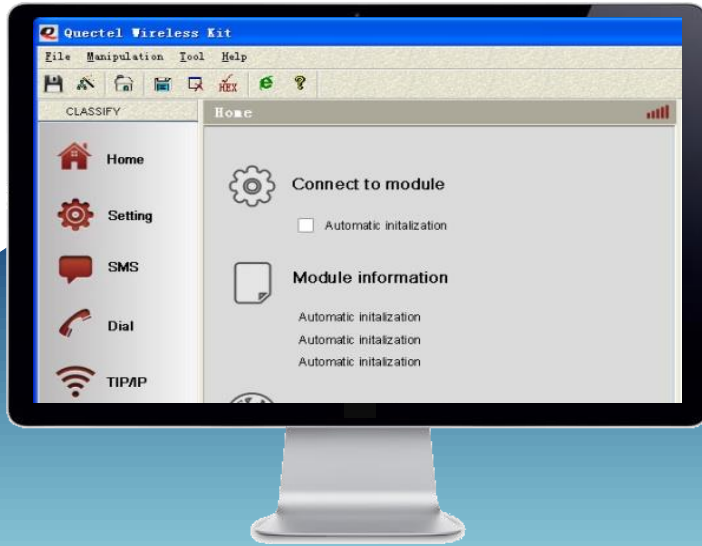 Quectel Wireless Kit
File Manipulation Tool Help
HEX
CLASSIFY
Home
Home
Setting
SMS
Dial
TIP/IP
Connect to module
Automatic initalization
Module information
Automatic initalization
Automatic initalization
Automatic initalization